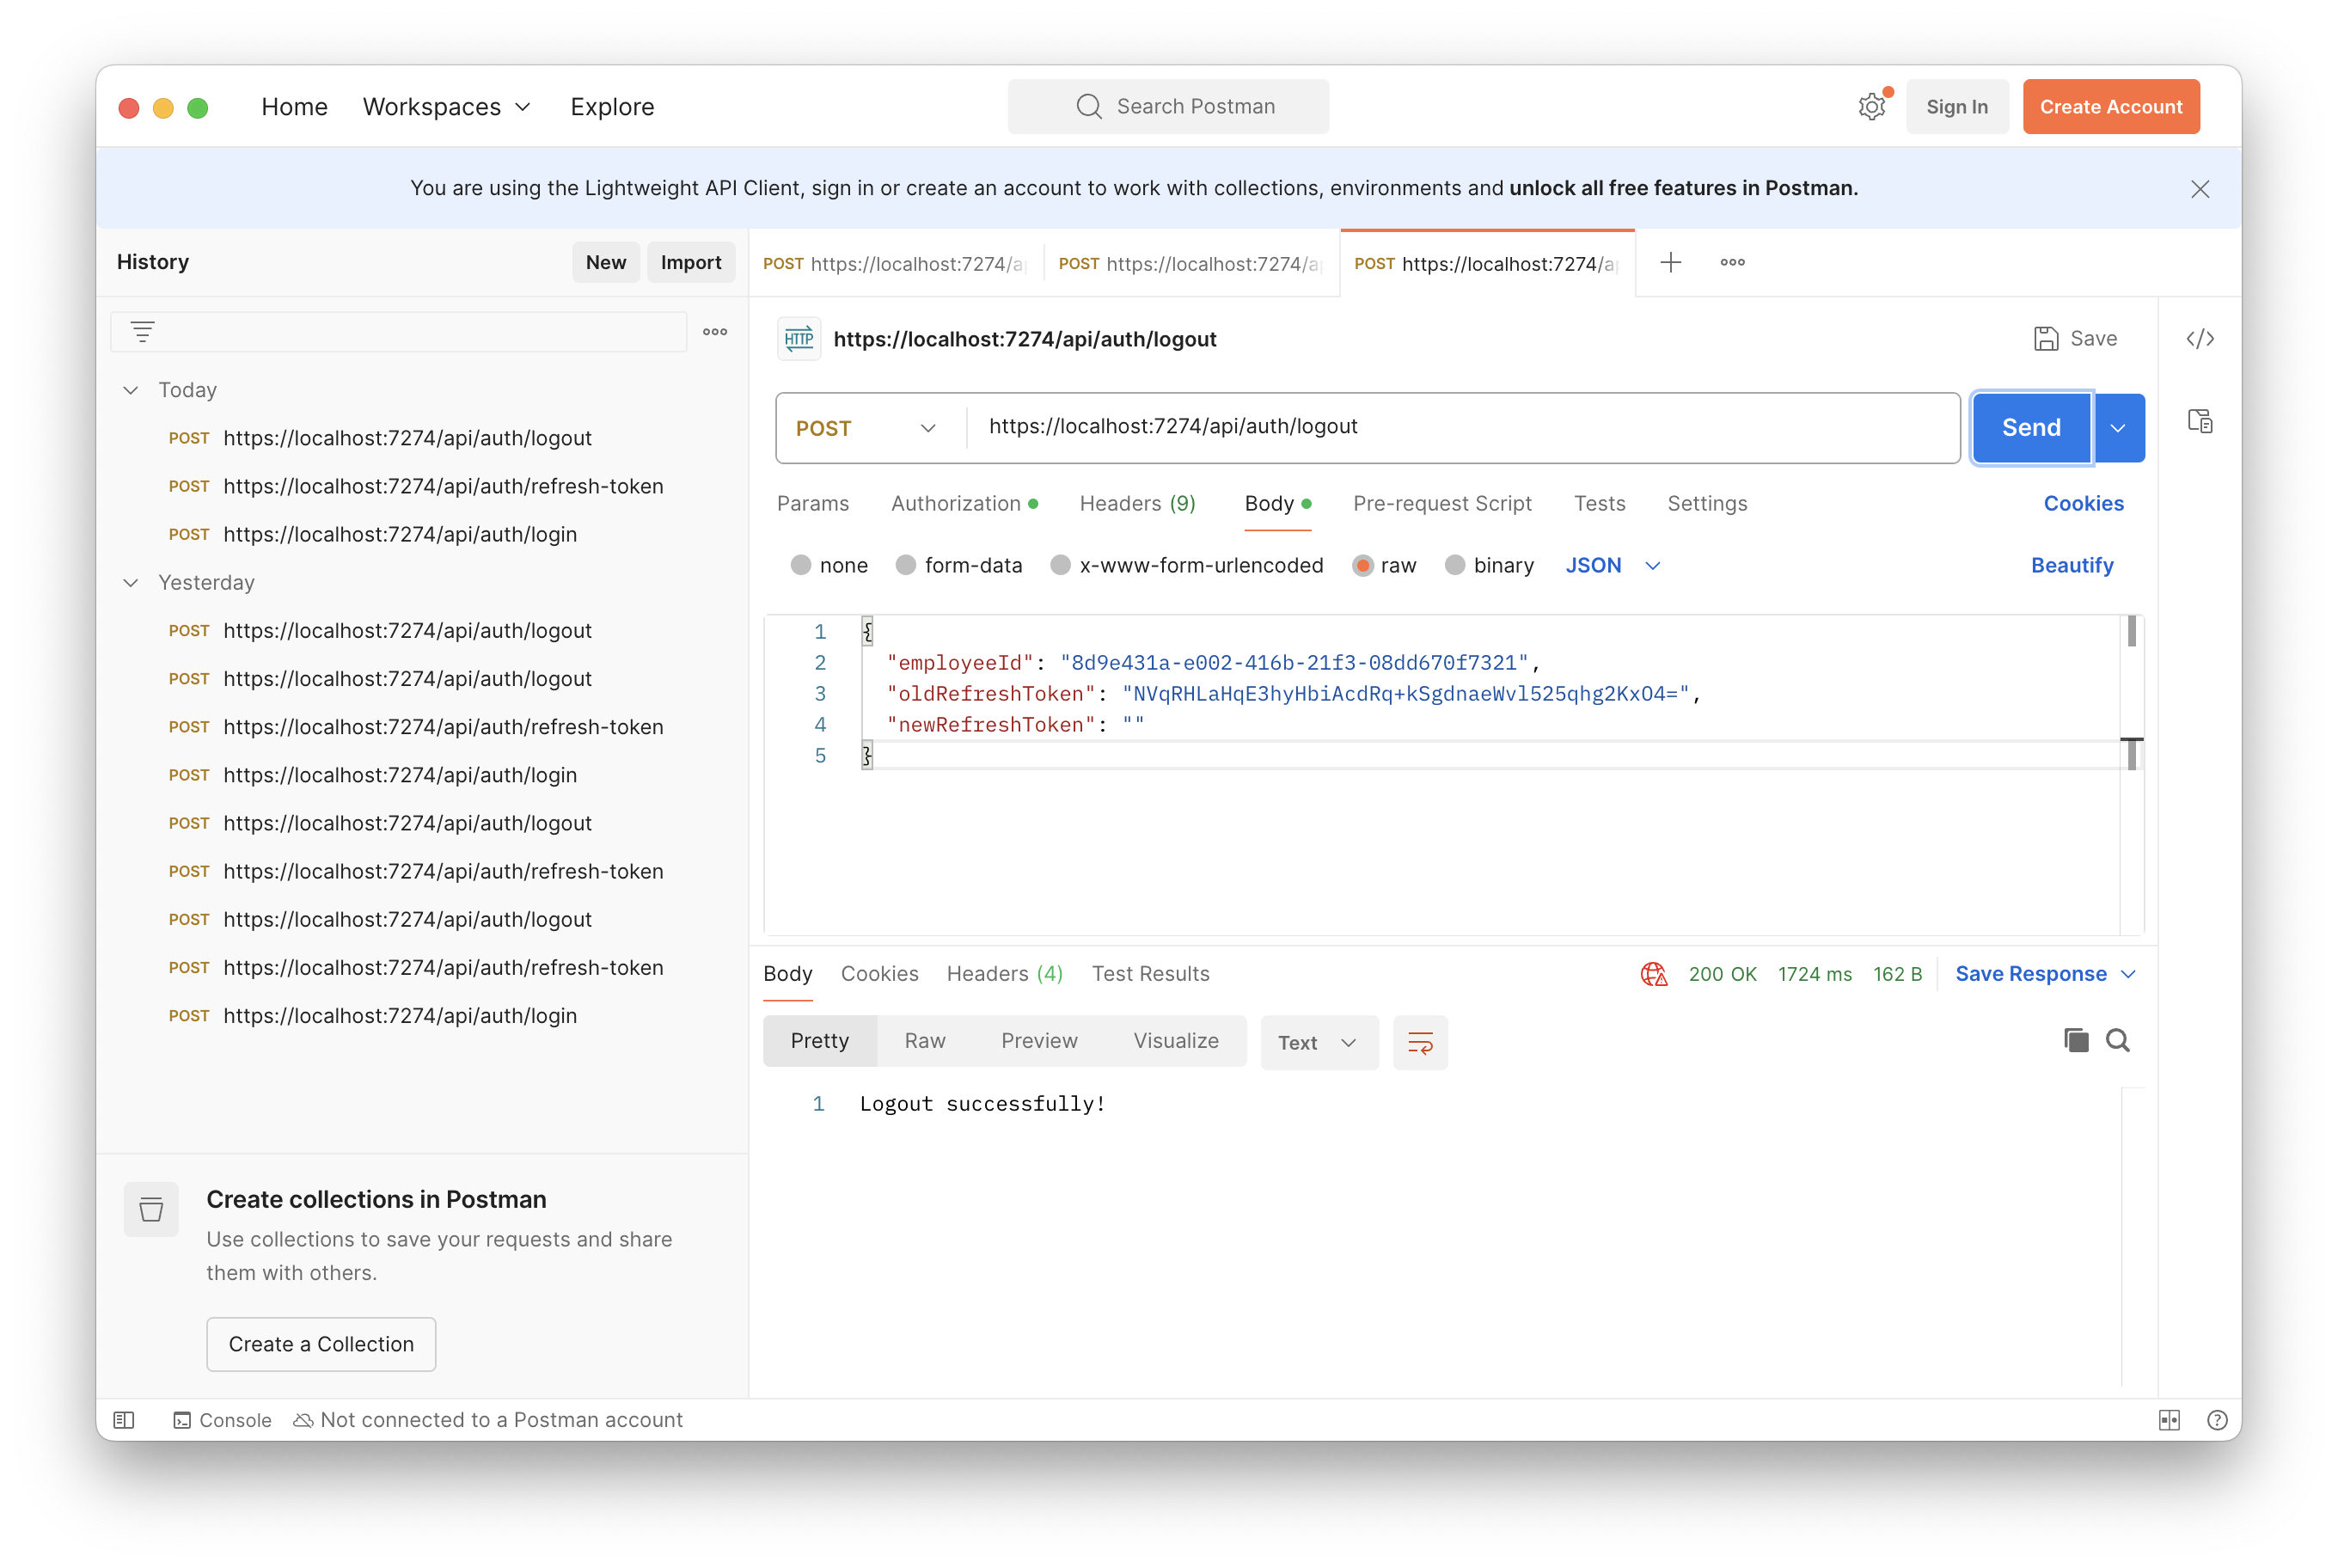 Home Workspaces Explore Search Postman Sign In Create Account
You are using the Lightweight API Client, sign in or create an account to work with collections, environments and unlock all free features in Postman.
History New Import
POST https://localhost:7274/a POST https://localhost:7274/a POST https://localhost:7274/a
HTTP https://localhost:7274/api/auth/logout Save
POST https://localhost:7274/api/auth/logout Send
Params Authorization Headers (9) Body Pre-request Script Tests Settings Cookies
none form-data x-www-form-urlencoded raw binary JSON Beautify
1 {
2 "employeeId": "8d9e431a-e002-416b-21f3-08dd670f7321",
3 "oldRefreshToken": "NVqRHLaHqE3hyHbiAcdRq+kSgdnaeWvl525qhg2KxO4=",
4 "newRefreshToken": ""
5 }
Today
POST https://localhost:7274/api/auth/logout
POST https://localhost:7274/api/auth/refresh-token
POST https://localhost:7274/api/auth/login
Yesterday
POST https://localhost:7274/api/auth/logout
POST https://localhost:7274/api/auth/logout
POST https://localhost:7274/api/auth/refresh-token
POST https://localhost:7274/api/auth/login
POST https://localhost:7274/api/auth/logout
POST https://localhost:7274/api/auth/refresh-token
POST https://localhost:7274/api/auth/logout
POST https://localhost:7274/api/auth/refresh-token
POST https://localhost:7274/api/auth/login
Body Cookies Headers (4) Test Results 200 OK 1724 ms 162 B Save Response
Pretty Raw Preview Visualize Text
1 Logout successfully!
Create collections in Postman
Use collections to save your requests and share
them with others.
Create a Collection
Console Not connected to a Postman account